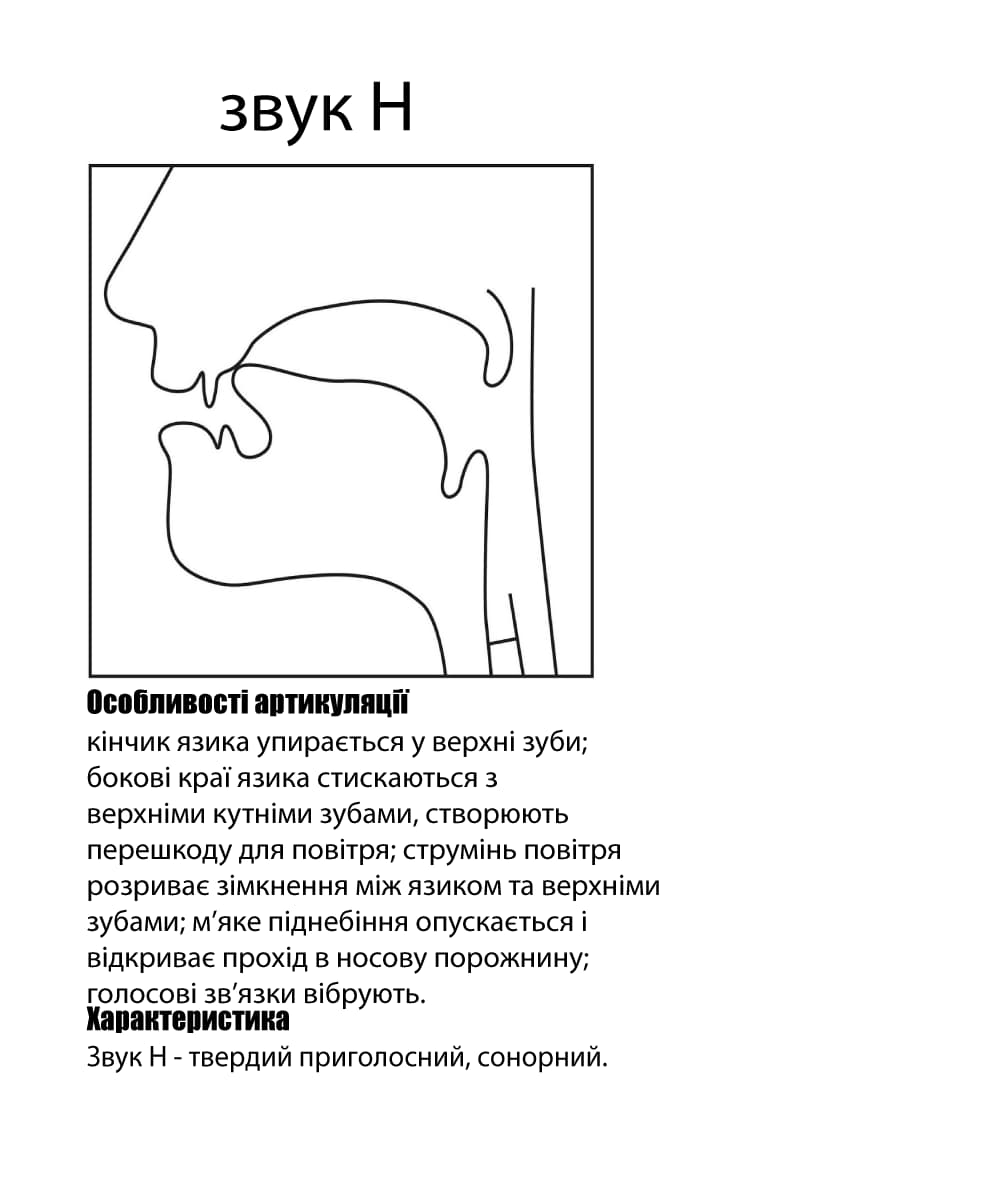 звук Н
Особливості артикуляції
кінчик язика упирається у верхні зуби;
бокові краї язика стискаються з
верхніми кутніми зубами, створюють
перешкоду для повітря; струмінь повітря
розриває зімкнення між язиком та верхніми
зубами; м’яке піднебіння опускається і
відкриває прохід в носову порожнину;
голосові зв’язки вібрують.
Характеристика
Звук Н - твердий приголосний, сонорний.